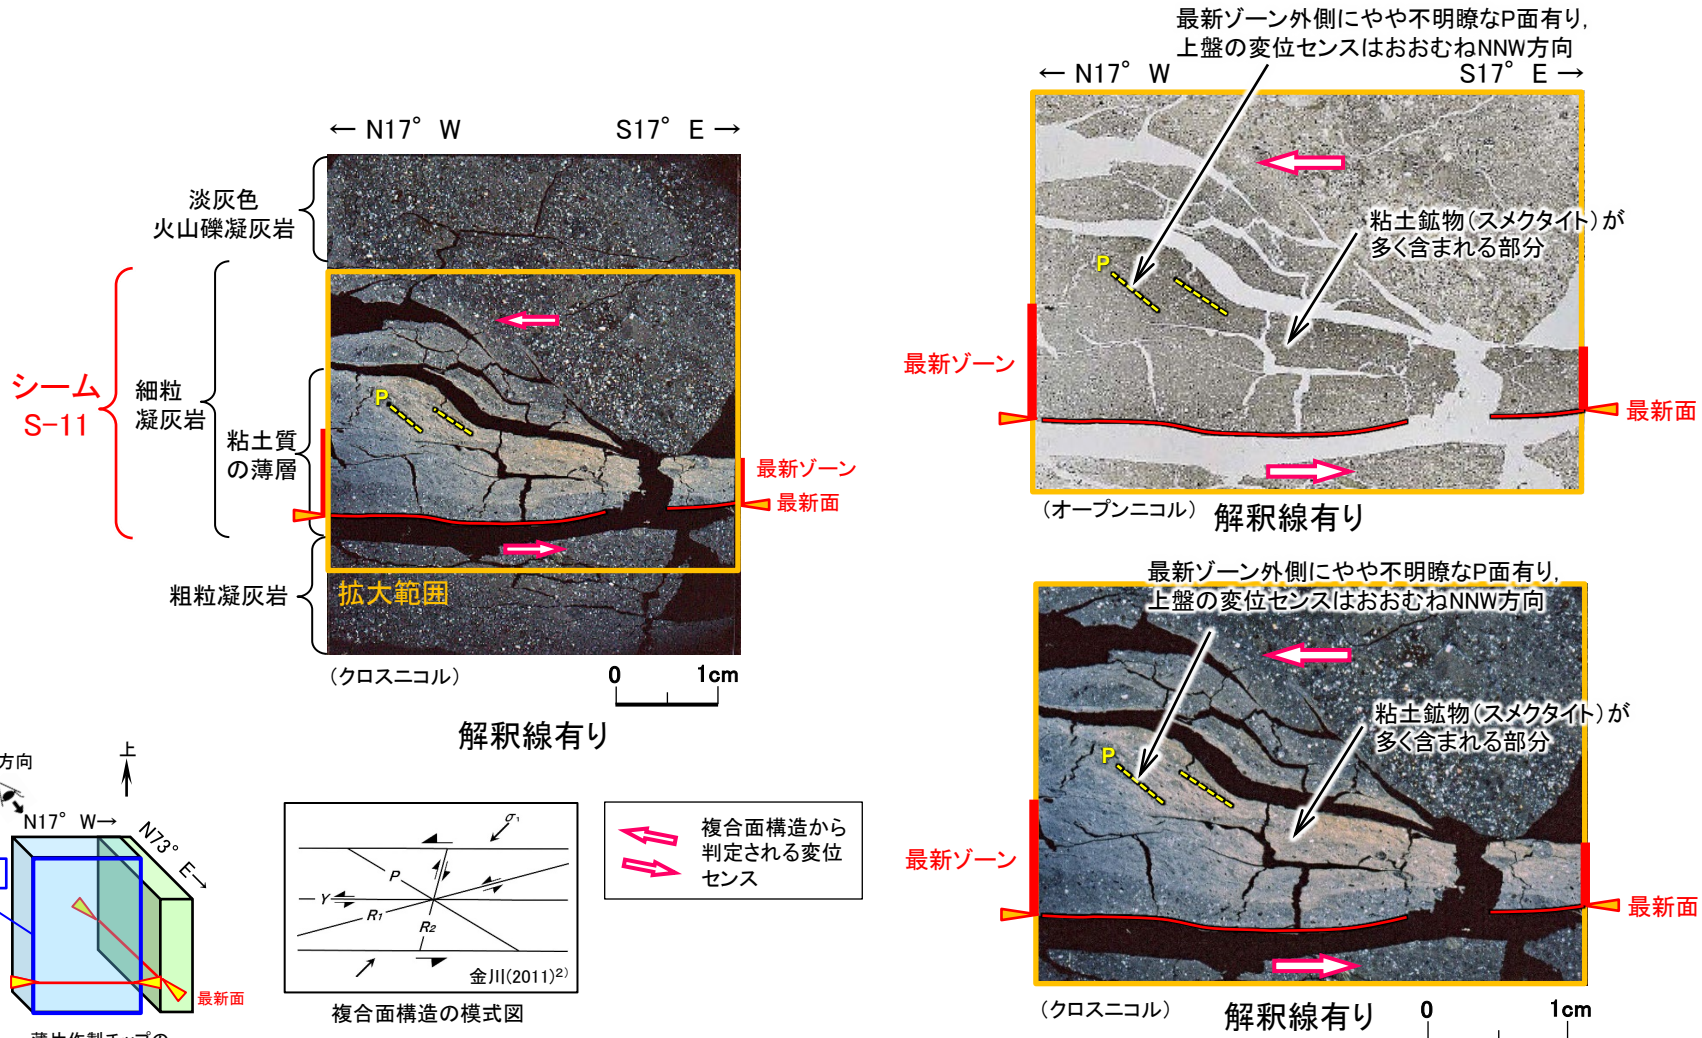 最新ゾーン外側にやや不明瞭なP面有り,
上盤の変位センスはおおむねNNW方向
← N17° W
S17° E →
粘土鉱物(スメクタイト)が
多く含まれる部分
P
最新ゾーン
最新面
(オープンニコル)
解釈線有り
← N17° W
S17° E →
淡灰色
火山礫凝灰岩
シーム
S-11
細粒
凝灰岩
粘土質
の薄層
P
最新ゾーン
最新面
粗粒凝灰岩
拡大範囲
(クロスニコル)
0
1cm
解釈線有り
最新ゾーン外側にやや不明瞭なP面有り,
上盤の変位センスはおおむねNNW方向
粘土鉱物(スメクタイト)が
多く含まれる部分
P
最新ゾーン
最新面
(クロスニコル)
解釈線有り
0
1cm
方向
上
N17° W→
N73° E→
最新面
σ₁
P
Y
R₁
R₂
金川(2011)²⁾
複合面構造の模式図
複合面構造から
判定される変位
センス